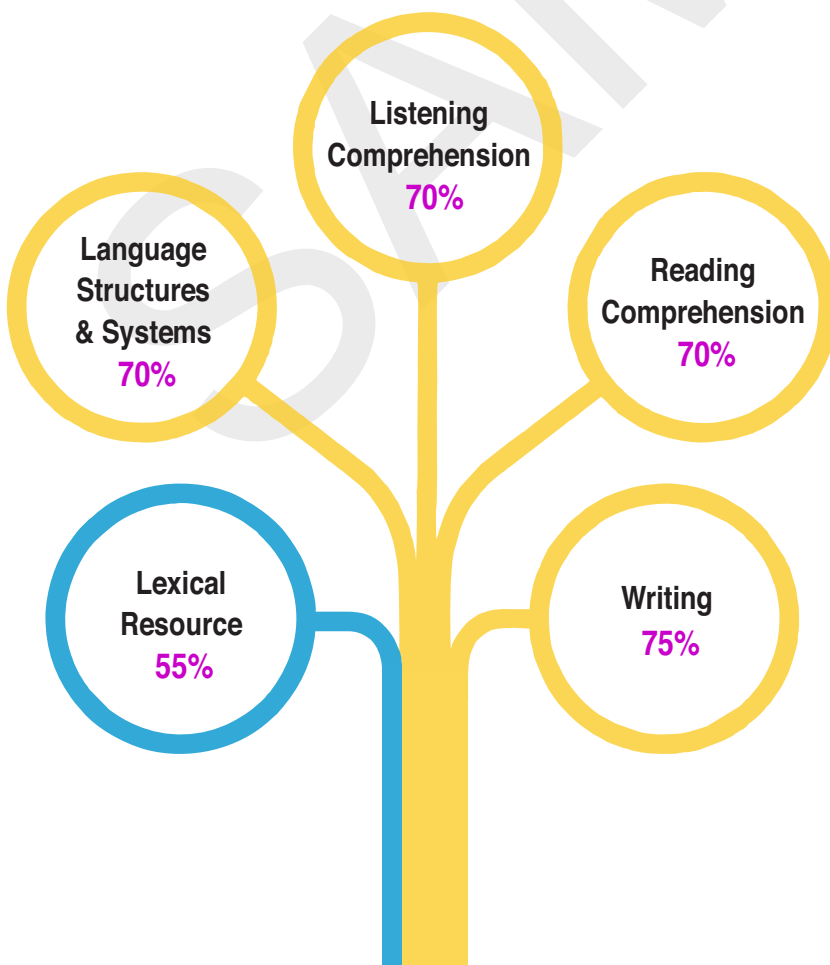 Listening
Comprehension
70%
Language
Structures
& Systems
70%
Reading
Comprehension
70%
Lexical
Resource
55%
Writing
75%